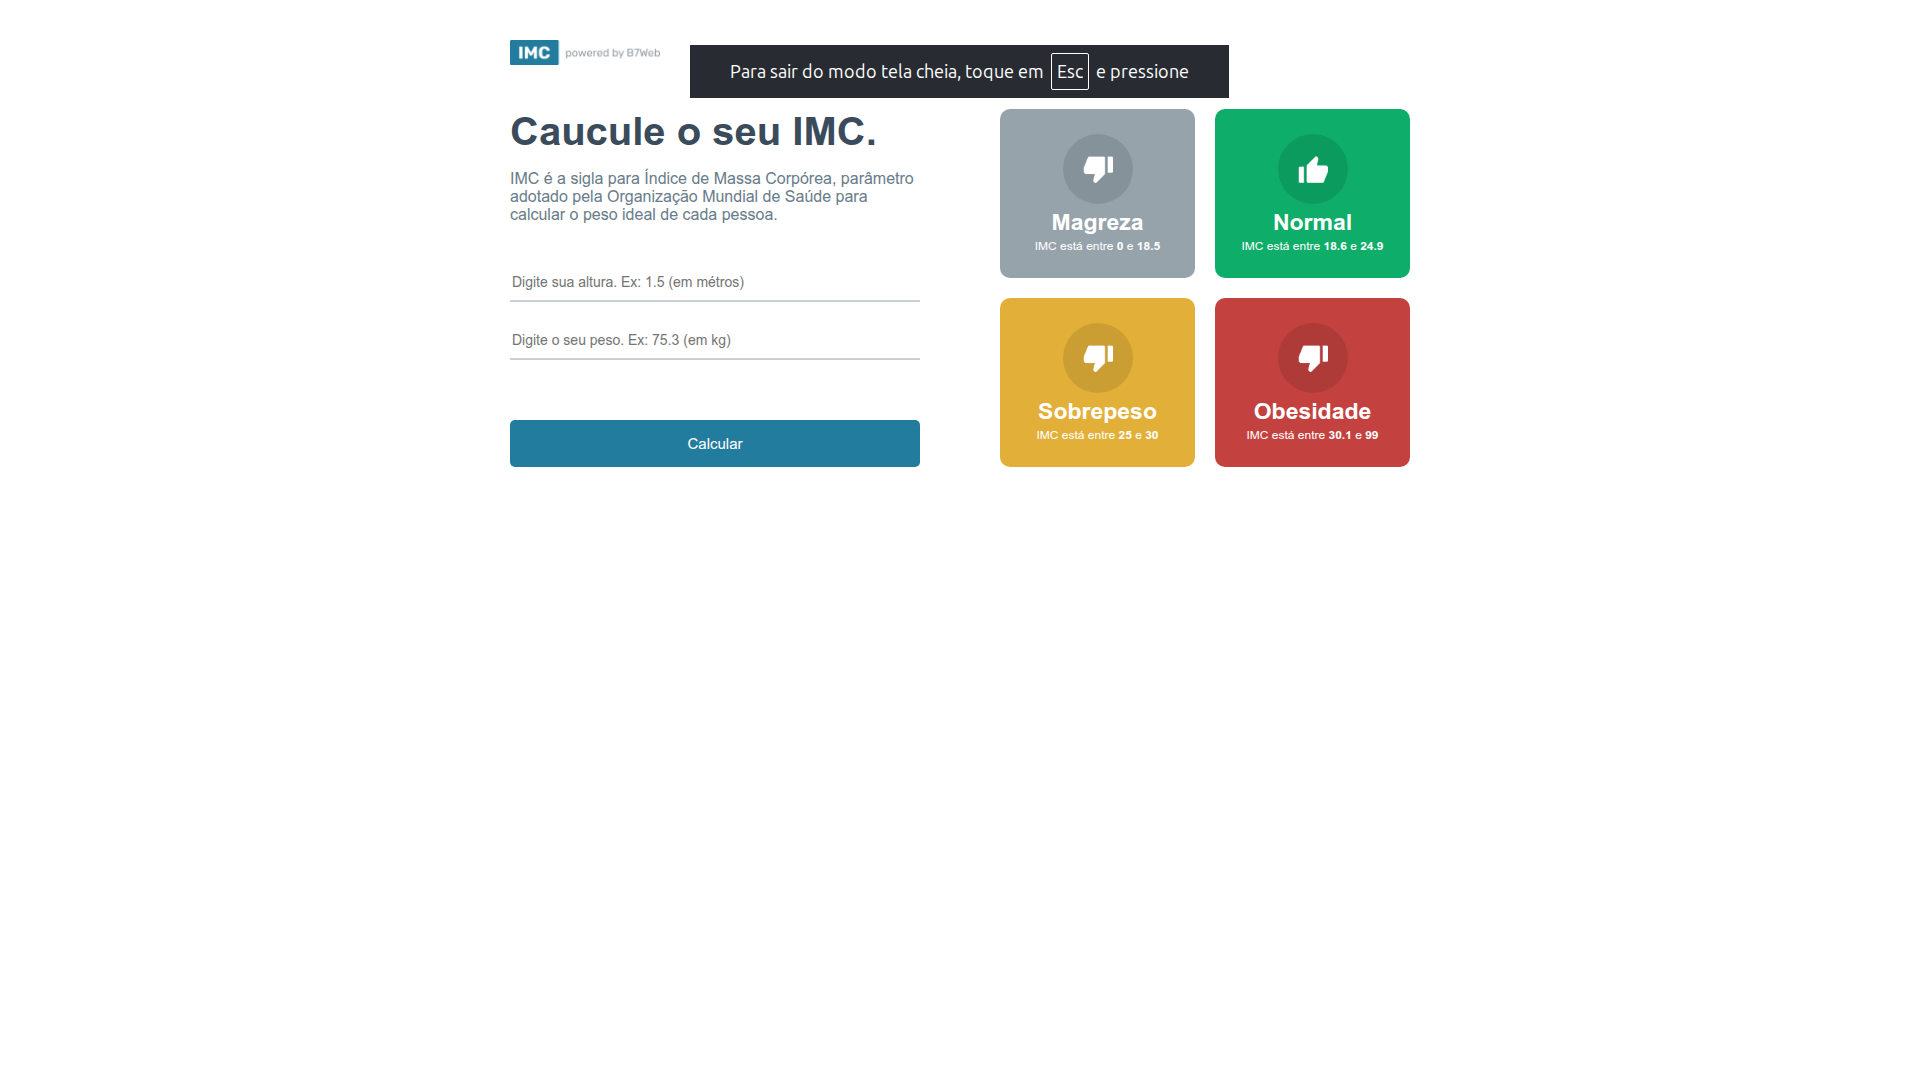 IMC powered by B7Web
Para sair do modo tela cheia, toque em Esc e pressione
Caucule o seu IMC.
IMC é a sigla para Índice de Massa Corpórea, parâmetro
adotado pela Organização Mundial de Saúde para
calcular o peso ideal de cada pessoa.
Digite sua altura. Ex: 1.5 (em métros)
Digite o seu peso. Ex: 75.3 (em kg)
Calcular
Magreza
IMC está entre 0 e 18.5
Normal
IMC está entre 18.6 e 24.9
Sobrepeso
IMC está entre 25 e 30
Obesidade
IMC está entre 30.1 e 99